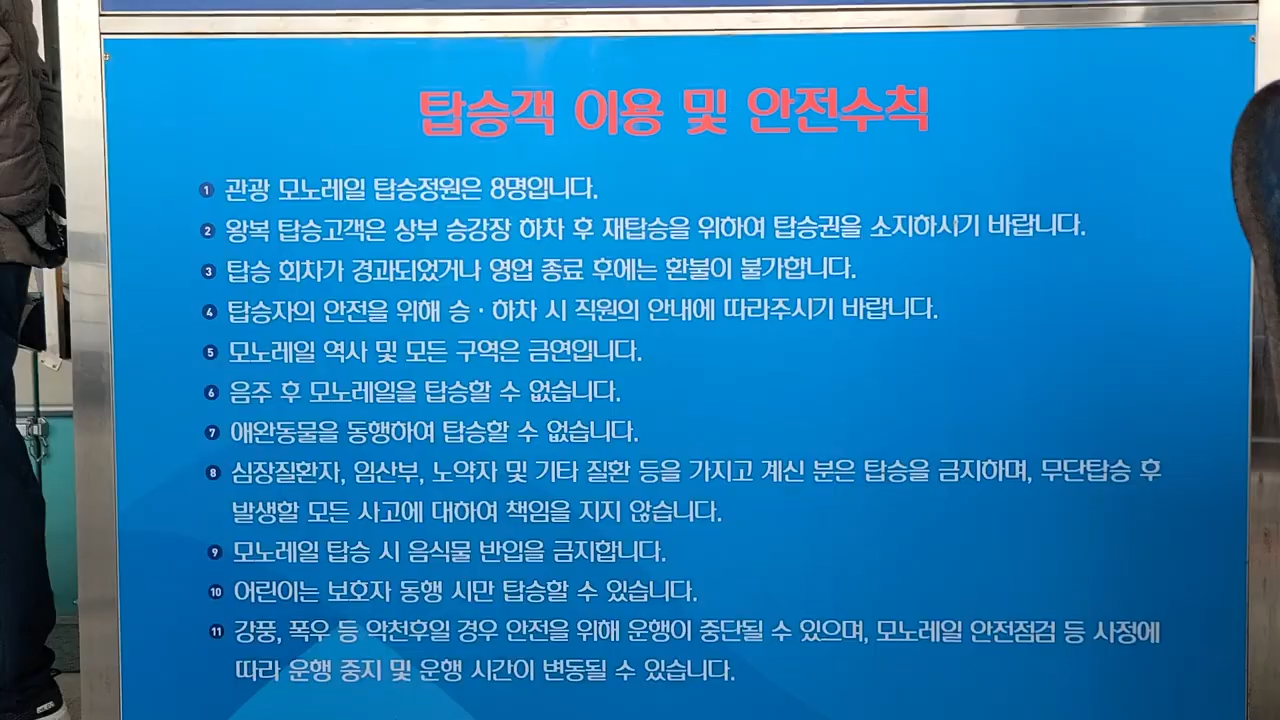 탑승객 이용 및 안전수칙
1 관광 모노레일 탑승정원은 8명입니다.
2 왕복 탑승고객은 상부 승강장 하차 후 재탑승을 위하여 탑승권을 소지하시기 바랍니다.
3 탑승 회차가 경과되었거나 영업 종료 후에는 환불이 불가합니다.
4 탑승자의 안전을 위해 승 · 하차 시 직원의 안내에 따라주시기 바랍니다.
5 모노레일 역사 및 모든 구역은 금연입니다.
6 음주 후 모노레일을 탑승할 수 없습니다.
7 애완동물을 동행하여 탑승할 수 없습니다.
8 심장질환자, 임산부, 노약자 및 기타 질환 등을 가지고 계신 분은 탑승을 금지하며, 무단탑승 후
발생할 모든 사고에 대하여 책임을 지지 않습니다.
9 모노레일 탑승 시 음식물 반입을 금지합니다.
10 어린이는 보호자 동행 시만 탑승할 수 있습니다.
11 강풍, 폭우 등 악천후일 경우 안전을 위해 운행이 중단될 수 있으며, 모노레일 안전점검 등 사정에
따라 운행 중지 및 운행 시간이 변동될 수 있습니다.